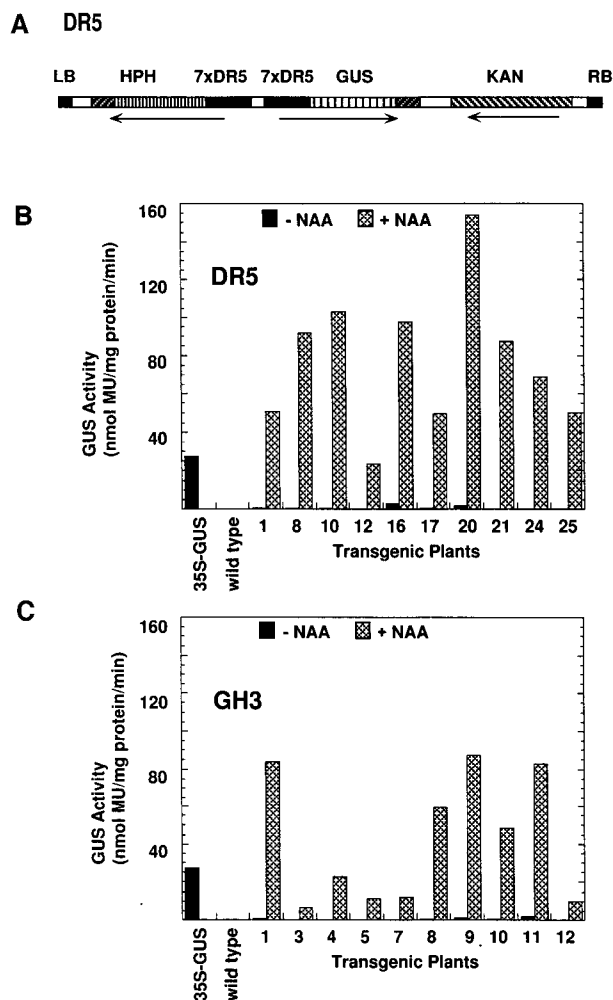 A DR5
LB HPH 7xDR5 7xDR5 GUS KAN RB
B
160
120
80
40
GUS Activity
(nmol MU/mg protein/min)
- NAA + NAA
DR5
35S-GUS
wild type
1 8 10 12 16 17 20 21 24 25
Transgenic Plants
C
160
120
80
40
GUS Activity
(nmol MU/mg protein/min)
- NAA + NAA
GH3
35S-GUS
wild type
1 3 4 5 7 8 9 10 11 12
Transgenic Plants